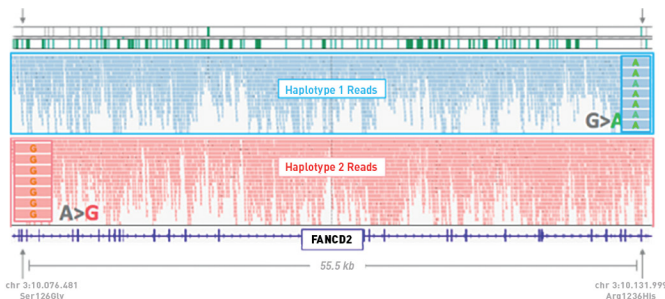 Haplotype 1 Reads
A
A
A
A
A
A
A
G>A
G
G
G
G
G
G
G
Haplotype 2 Reads
A>G
FANCD2
55.5 kb
chr 3:10.076.481
Ser126Gly
chr 3:10.131.999
Arg1236His